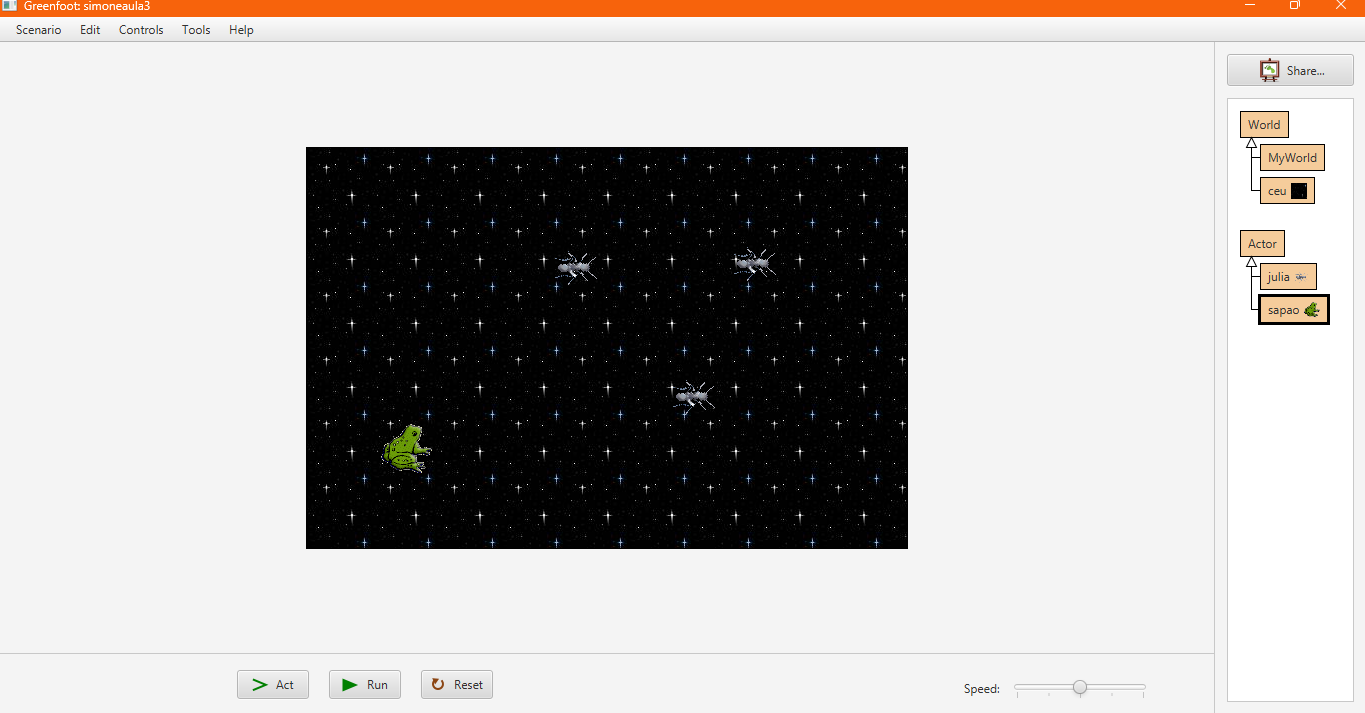 Greenfoot: simoneaula3
Scenario Edit Controls Tools Help
Share...
World
MyWorld
ceu
Actor
julia
sapao
Act Run Reset Speed: